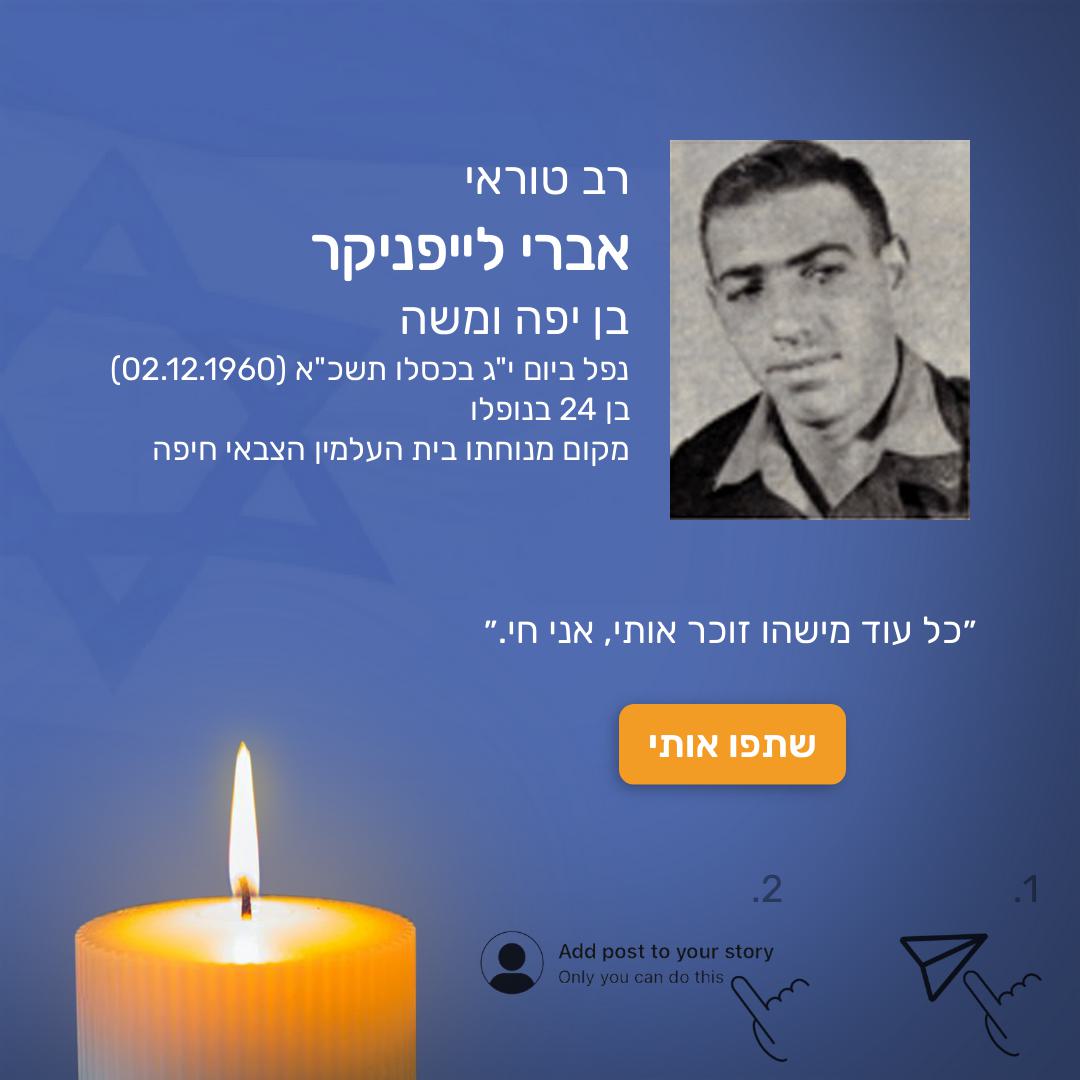 רב טוראי
אברי לייפניקר
בן יפה ומשה
נפל ביום י"ג בכסלו תשכ"א (02.12.1960)
בן 24 בנופלו
מקום מנוחתו בית העלמין הצבאי חיפה
״כל עוד מישהו זוכר אותי, אני חי.״
שתפו אותי
.1
.2
Add post to your story
Only you can do this